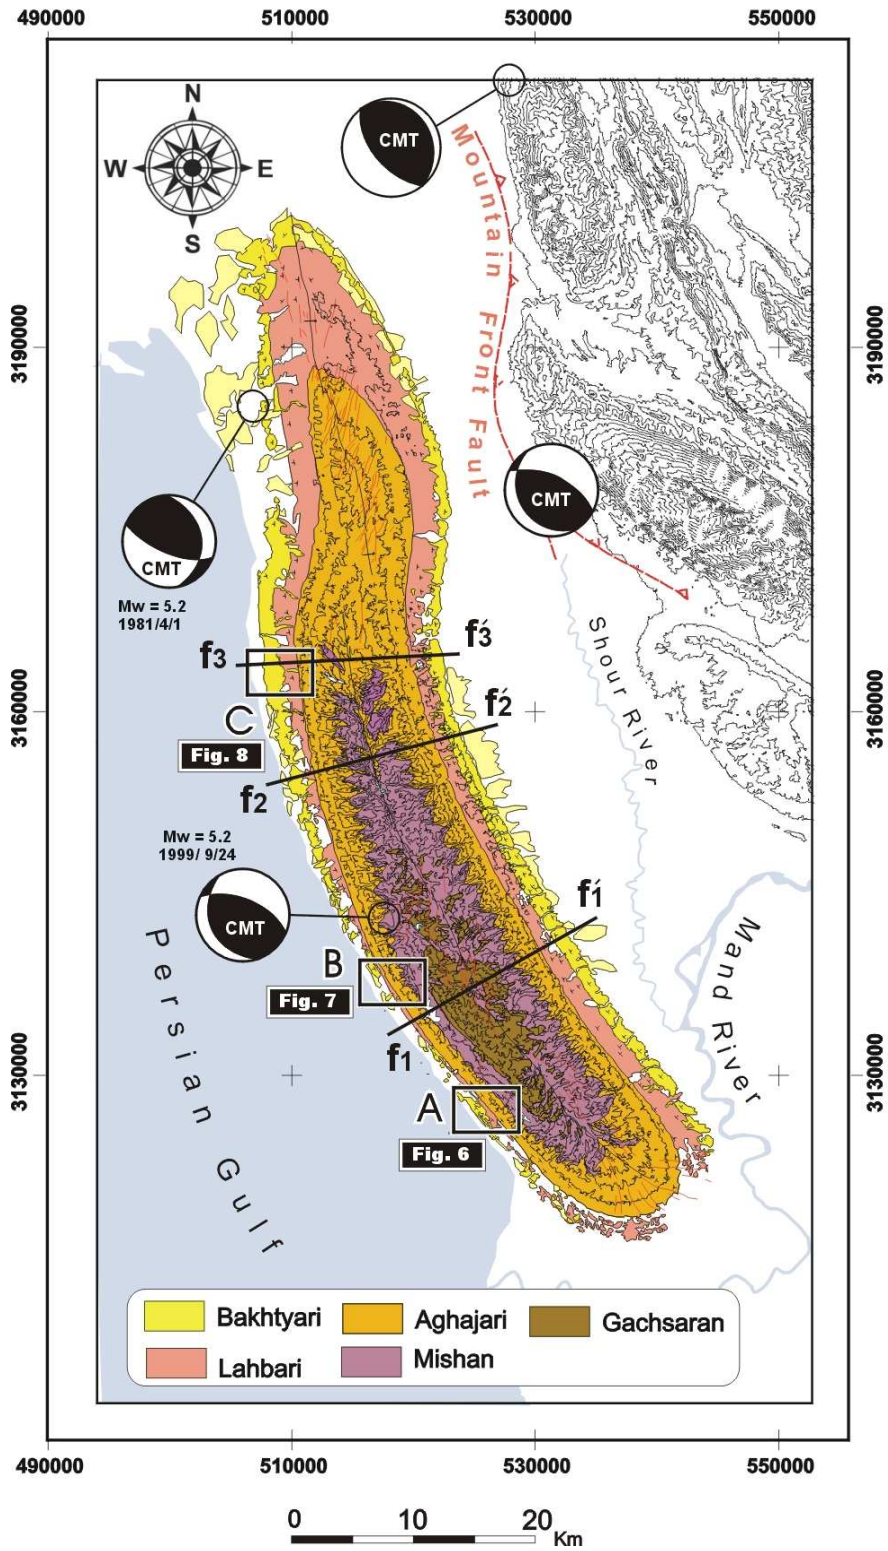 490000 510000 530000 550000
N
W E
S
CMT
Mountain Front Fault
3190000 3190000
CMT
CMT
Mw = 5.2
1981/4/1
Shour River
f3 f́3
3160000 3160000
f́2
C
Fig. 8
f2
Mw = 5.2
1999/ 9/24
CMT
f́1
Mand River
B
Fig. 7
f1
Persian Gulf
3130000 3130000
A
Fig. 6
Bakhtyari Aghajari Gachsaran
Lahbari Mishan
490000 510000 530000 550000
0 10 20
Km